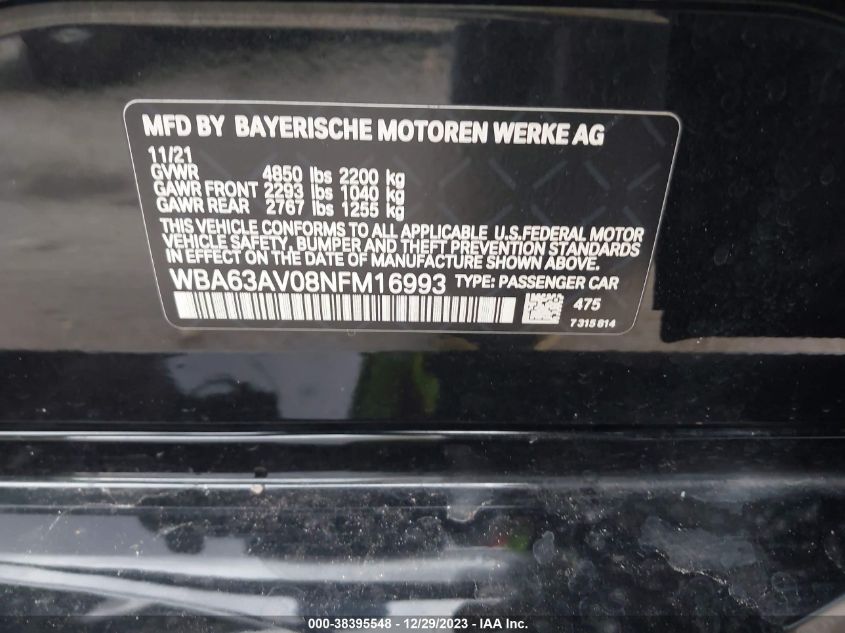 MFD BY BAYERISCHE MOTOREN WERKE AG
11/21
GVWR 4850 lbs 2200 kg
GAWR FRONT 2293 lbs 1040 kg
GAWR REAR 2767 lbs 1255 kg
THIS VEHICLE CONFORMS TO ALL APPLICABLE U.S.FEDERAL MOTOR
VEHICLE SAFETY, BUMPER AND THEFT PREVENTION STANDARDS
IN EFFECT ON THE DATE OF MANUFACTURE SHOWN ABOVE.
WBA63AV08NFM16993 TYPE: PASSENGER CAR
475
7315814
000-38395548 - 12/29/2023 - IAA Inc.